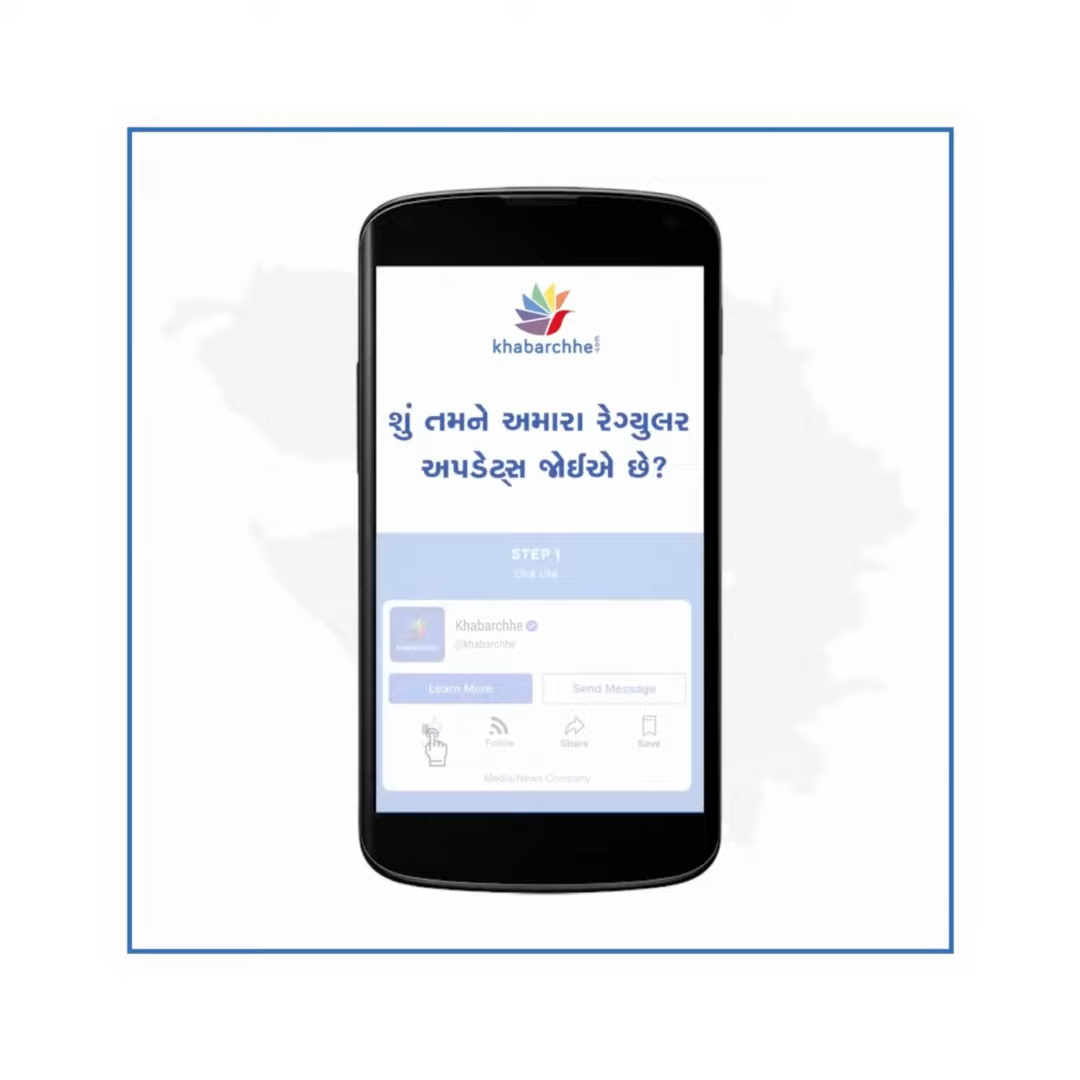 khabarchhe.com
શું તમને અમારા રેગ્યુલર
અપડેટ્સ જોઈએ છે?
STEP 1
Click Like
Khabarchhe
@khabarchhe
Learn More
Send Message
Follow
Share
Save
Media/News Company